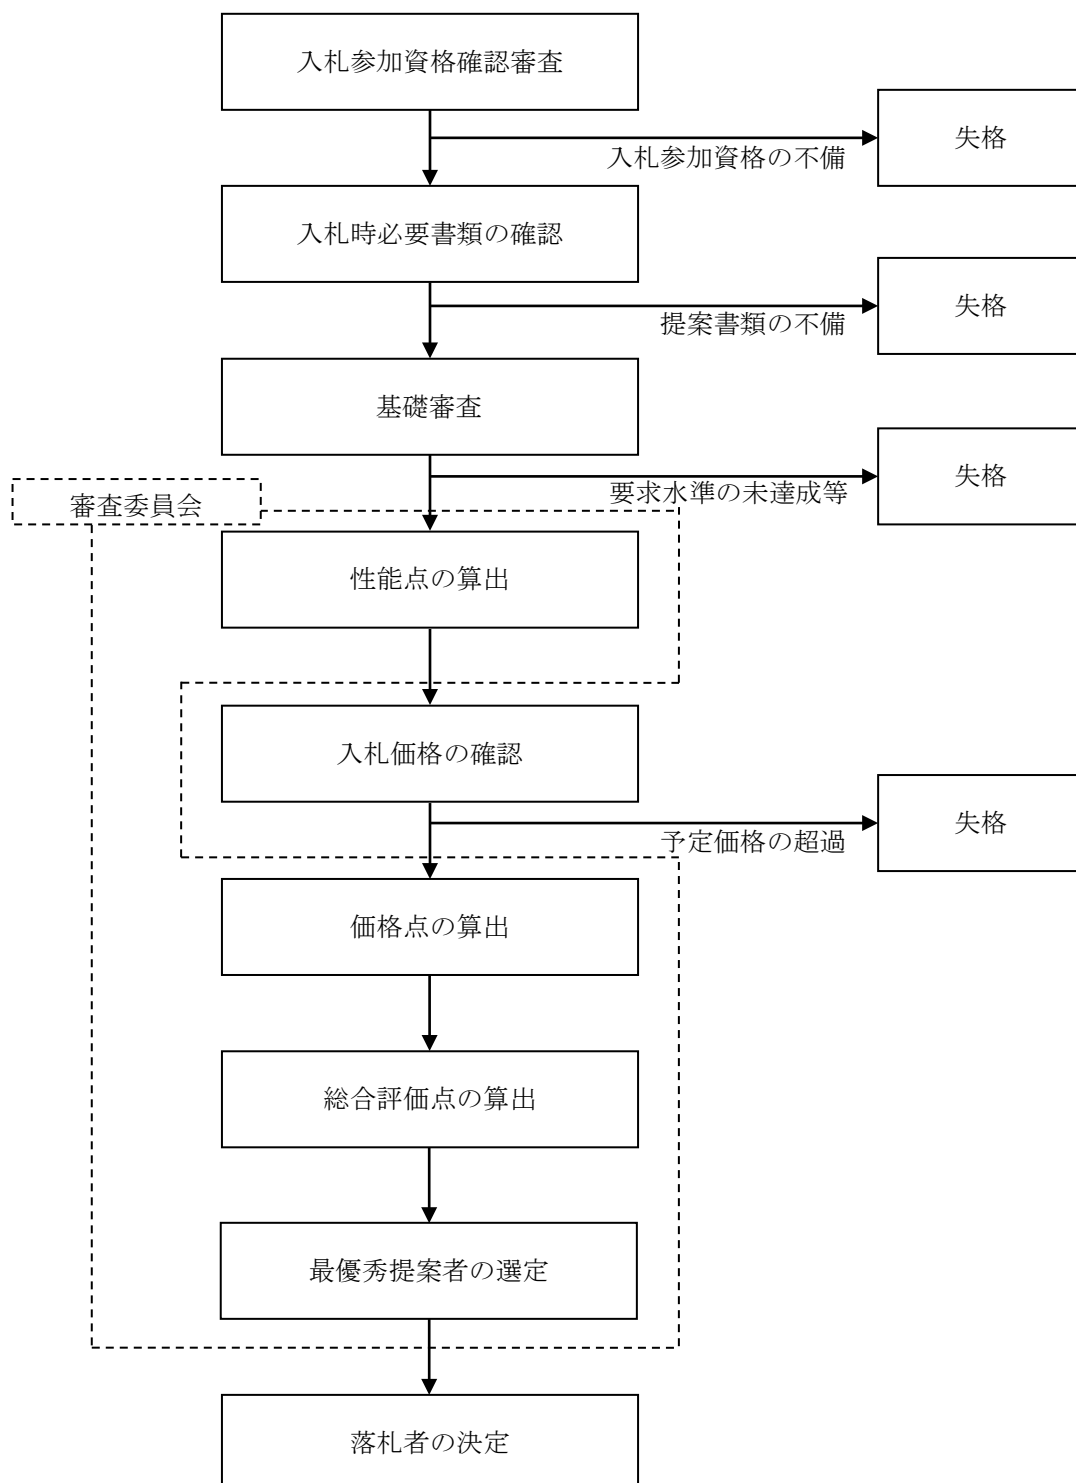 入札参加資格確認審査
失格
入札参加資格の不備
入札時必要書類の確認
失格
提案書類の不備
基礎審査
失格
要求水準の未達成等
審査委員会
性能点の算出
入札価格の確認
失格
予定価格の超過
価格点の算出
総合評価点の算出
最優秀提案者の選定
落札者の決定